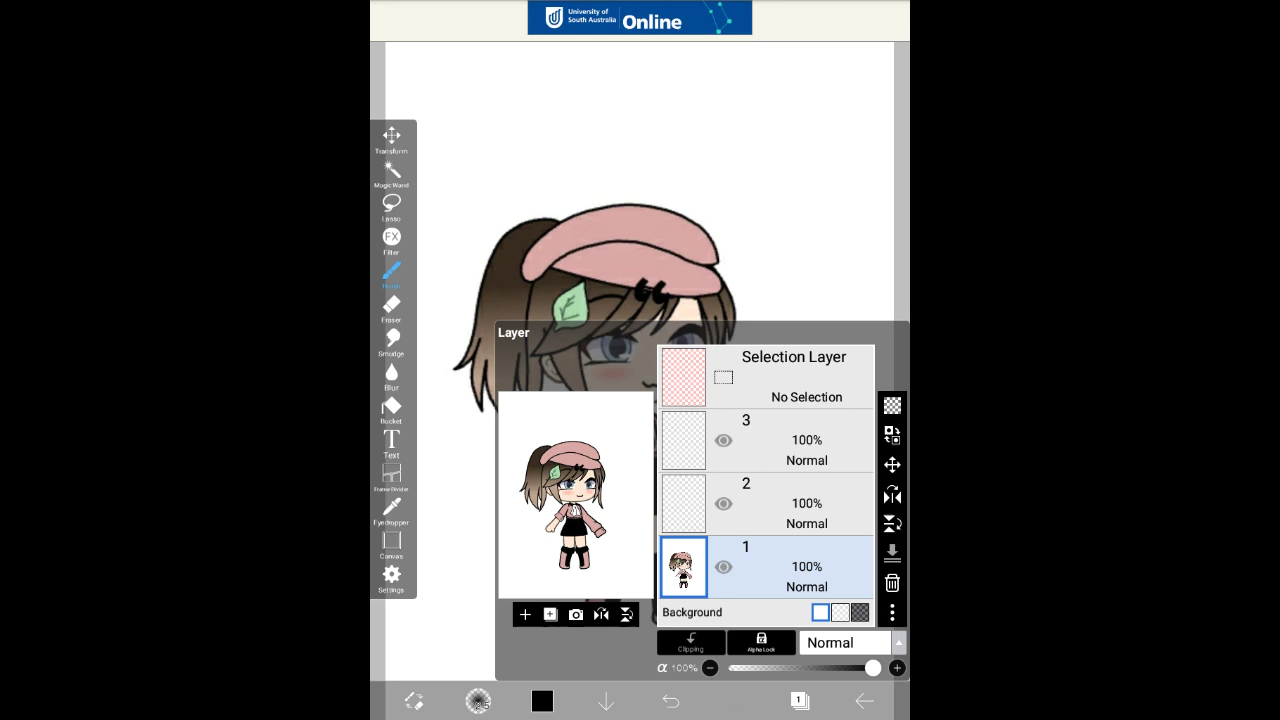 University of
South Australia
Online
Transform
Magic Wand
Lasso
FX
Filter
Brush
Eraser
Smudge
Blur
Bucket
T
Text
Frame Divider
Eyedropper
Canvas
Settings
Layer
Selection Layer
No Selection
3
100%
Normal
2
100%
Normal
1
100%
Normal
Background
Clipping
Alpha Lock
Normal
α 100%
1